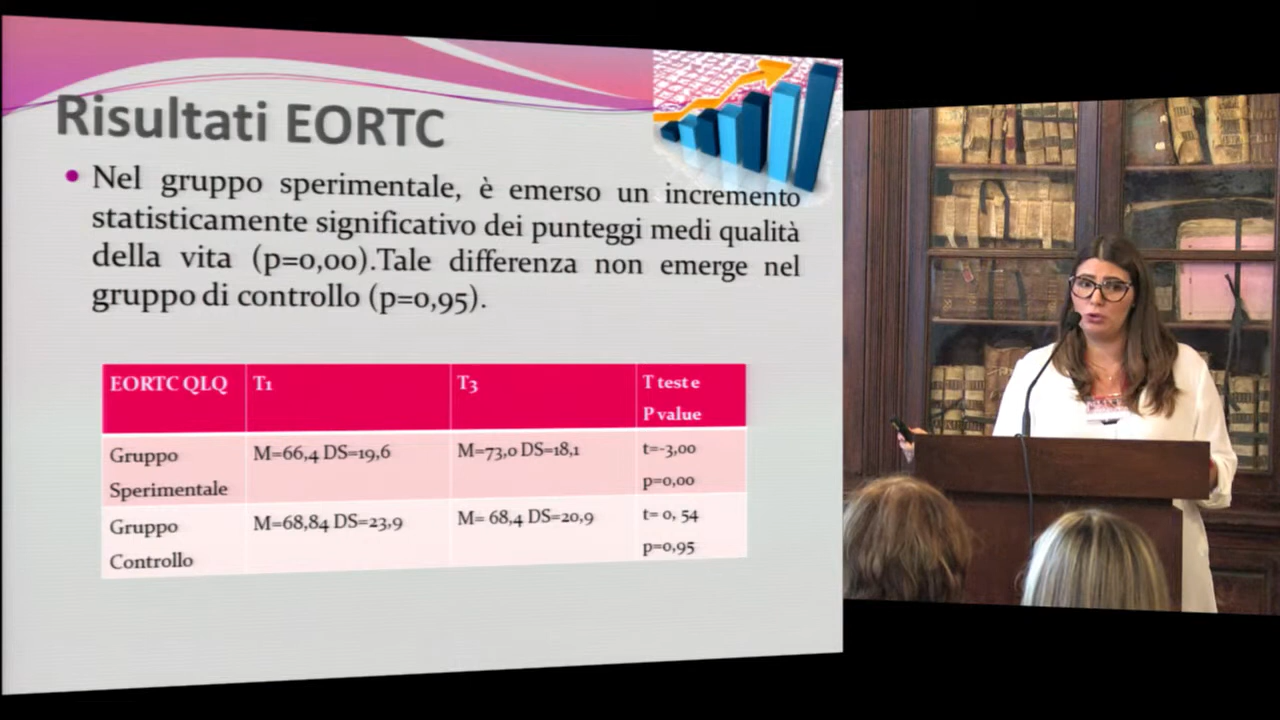 Risultati EORTC
• Nel gruppo sperimentale, è emerso un incremento
statisticamente significativo dei punteggi medi qualità
della vita (p=0,00).Tale differenza non emerge nel
gruppo di controllo (p=0,95).
EORTC QLQ T1 T3 T test e
P value
Gruppo
Sperimentale
M=66,4 DS=19,6
M=73,0 DS=18,1
t=-3,00
p=0,00
Gruppo
Controllo
M=68,84 DS=23,9
M= 68,4 DS=20,9
t= 0, 54
p=0,95